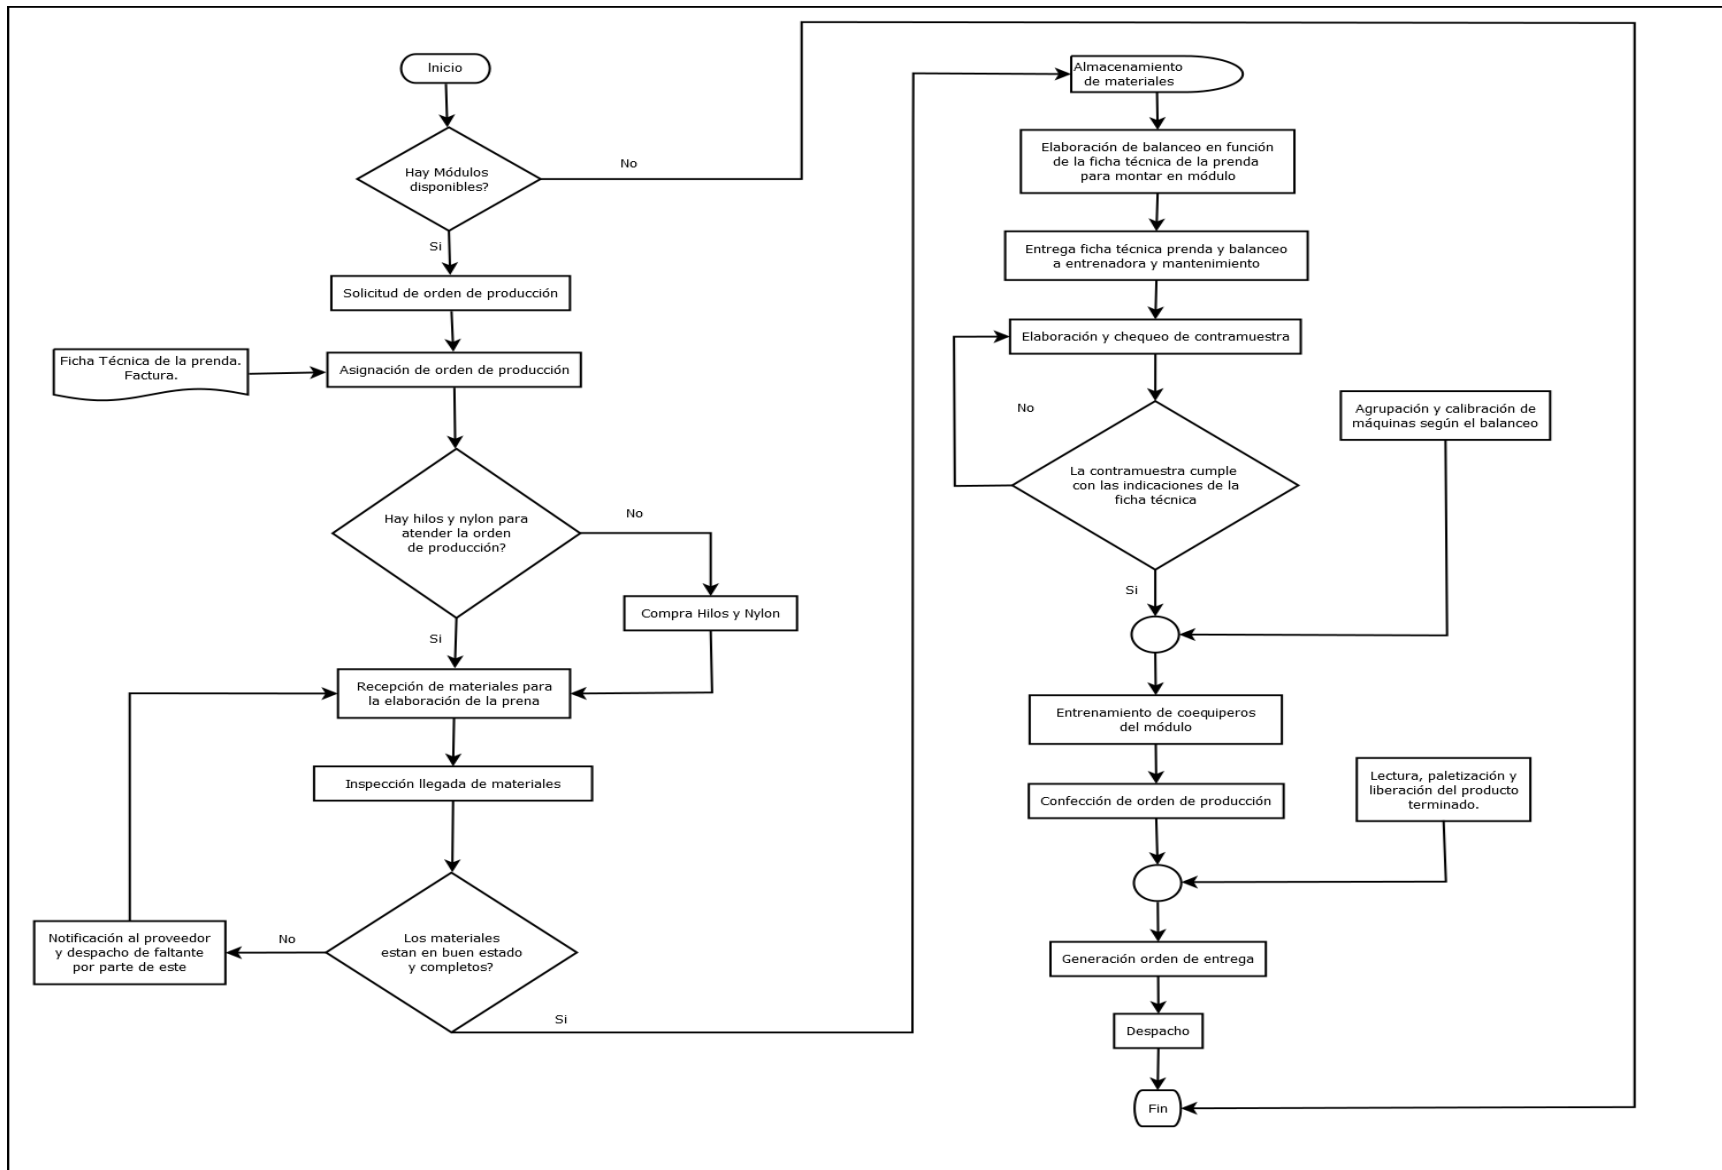 Inicio
Hay Módulos
disponibles?
No
Si
Solicitud de orden de producción
Ficha Técnica de la prenda.
Factura.
Asignación de orden de producción
Hay hilos y nylon para
atender la orden
de producción?
No
Compra Hilos y Nylon
Si
Recepción de materiales para
la elaboración de la prena
Inspección llegada de materiales
Los materiales
estan en buen estado
y completos?
No
Notificación al proveedor
y despacho de faltante
por parte de este
Si
Almacenamiento
de materiales
Elaboración de balanceo en función
de la ficha técnica de la prenda
para montar en módulo
Entrega ficha técnica prenda y balanceo
a entrenadora y mantenimiento
Elaboración y chequeo de contramuestra
No
La contramuestra cumple
con las indicaciones de la
ficha técnica
Agrupación y calibración de
máquinas según el balanceo
Si
Entrenamiento de coequiperos
del módulo
Confección de orden de producción
Lectura, paletización y
liberación del producto
terminado.
Generación orden de entrega
Despacho
Fin